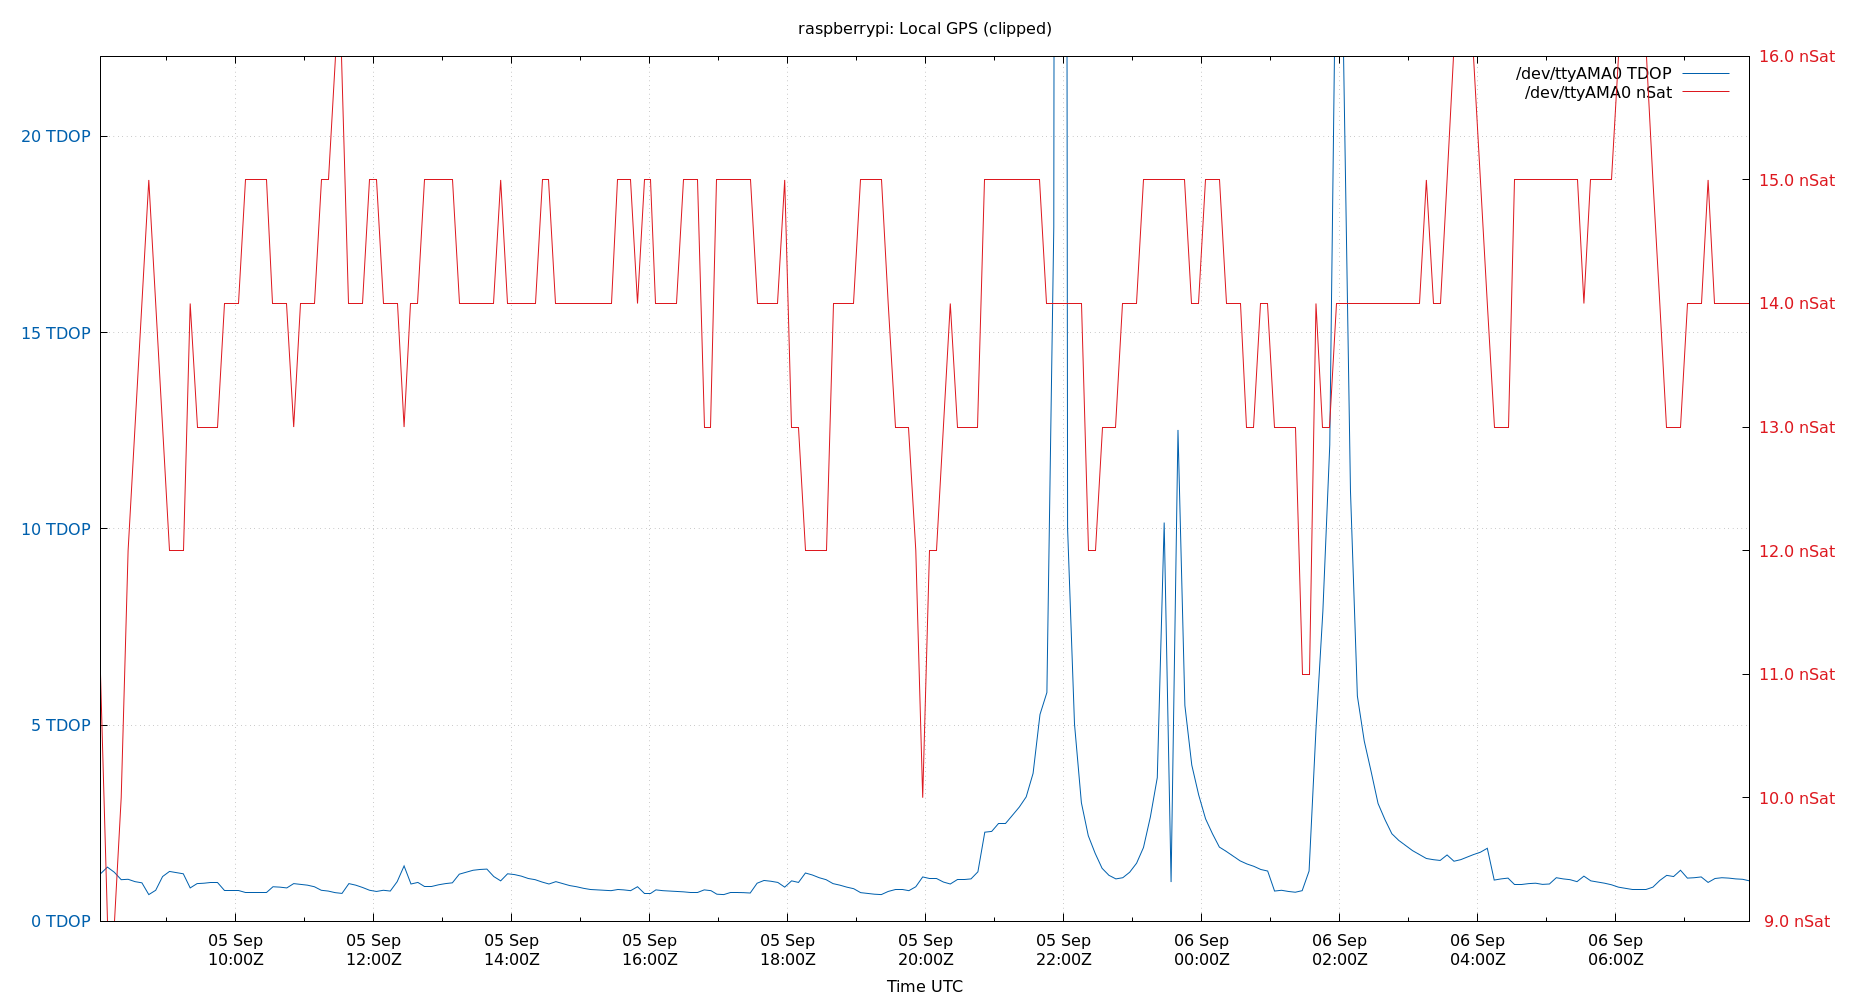 raspberrypi: Local GPS (clipped)
16.0 nSat
/dev/ttyAMA0 TDOP
/dev/ttyAMA0 nSat
20 TDOP
15.0 nSat
15 TDOP
14.0 nSat
13.0 nSat
10 TDOP
12.0 nSat
11.0 nSat
5 TDOP
10.0 nSat
0 TDOP
9.0 nSat
05 Sep 05 Sep 05 Sep 05 Sep 05 Sep 05 Sep 05 Sep 06 Sep 06 Sep 06 Sep 06 Sep
10:00Z 12:00Z 14:00Z 16:00Z 18:00Z 20:00Z 22:00Z 00:00Z 02:00Z 04:00Z 06:00Z
Time UTC